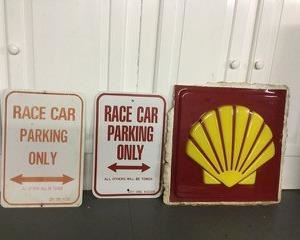 RACE CAR
PARKING
ONLY
RACE CAR
PARKING
ONLY
ALL OTHERS WILL BE TOWED!